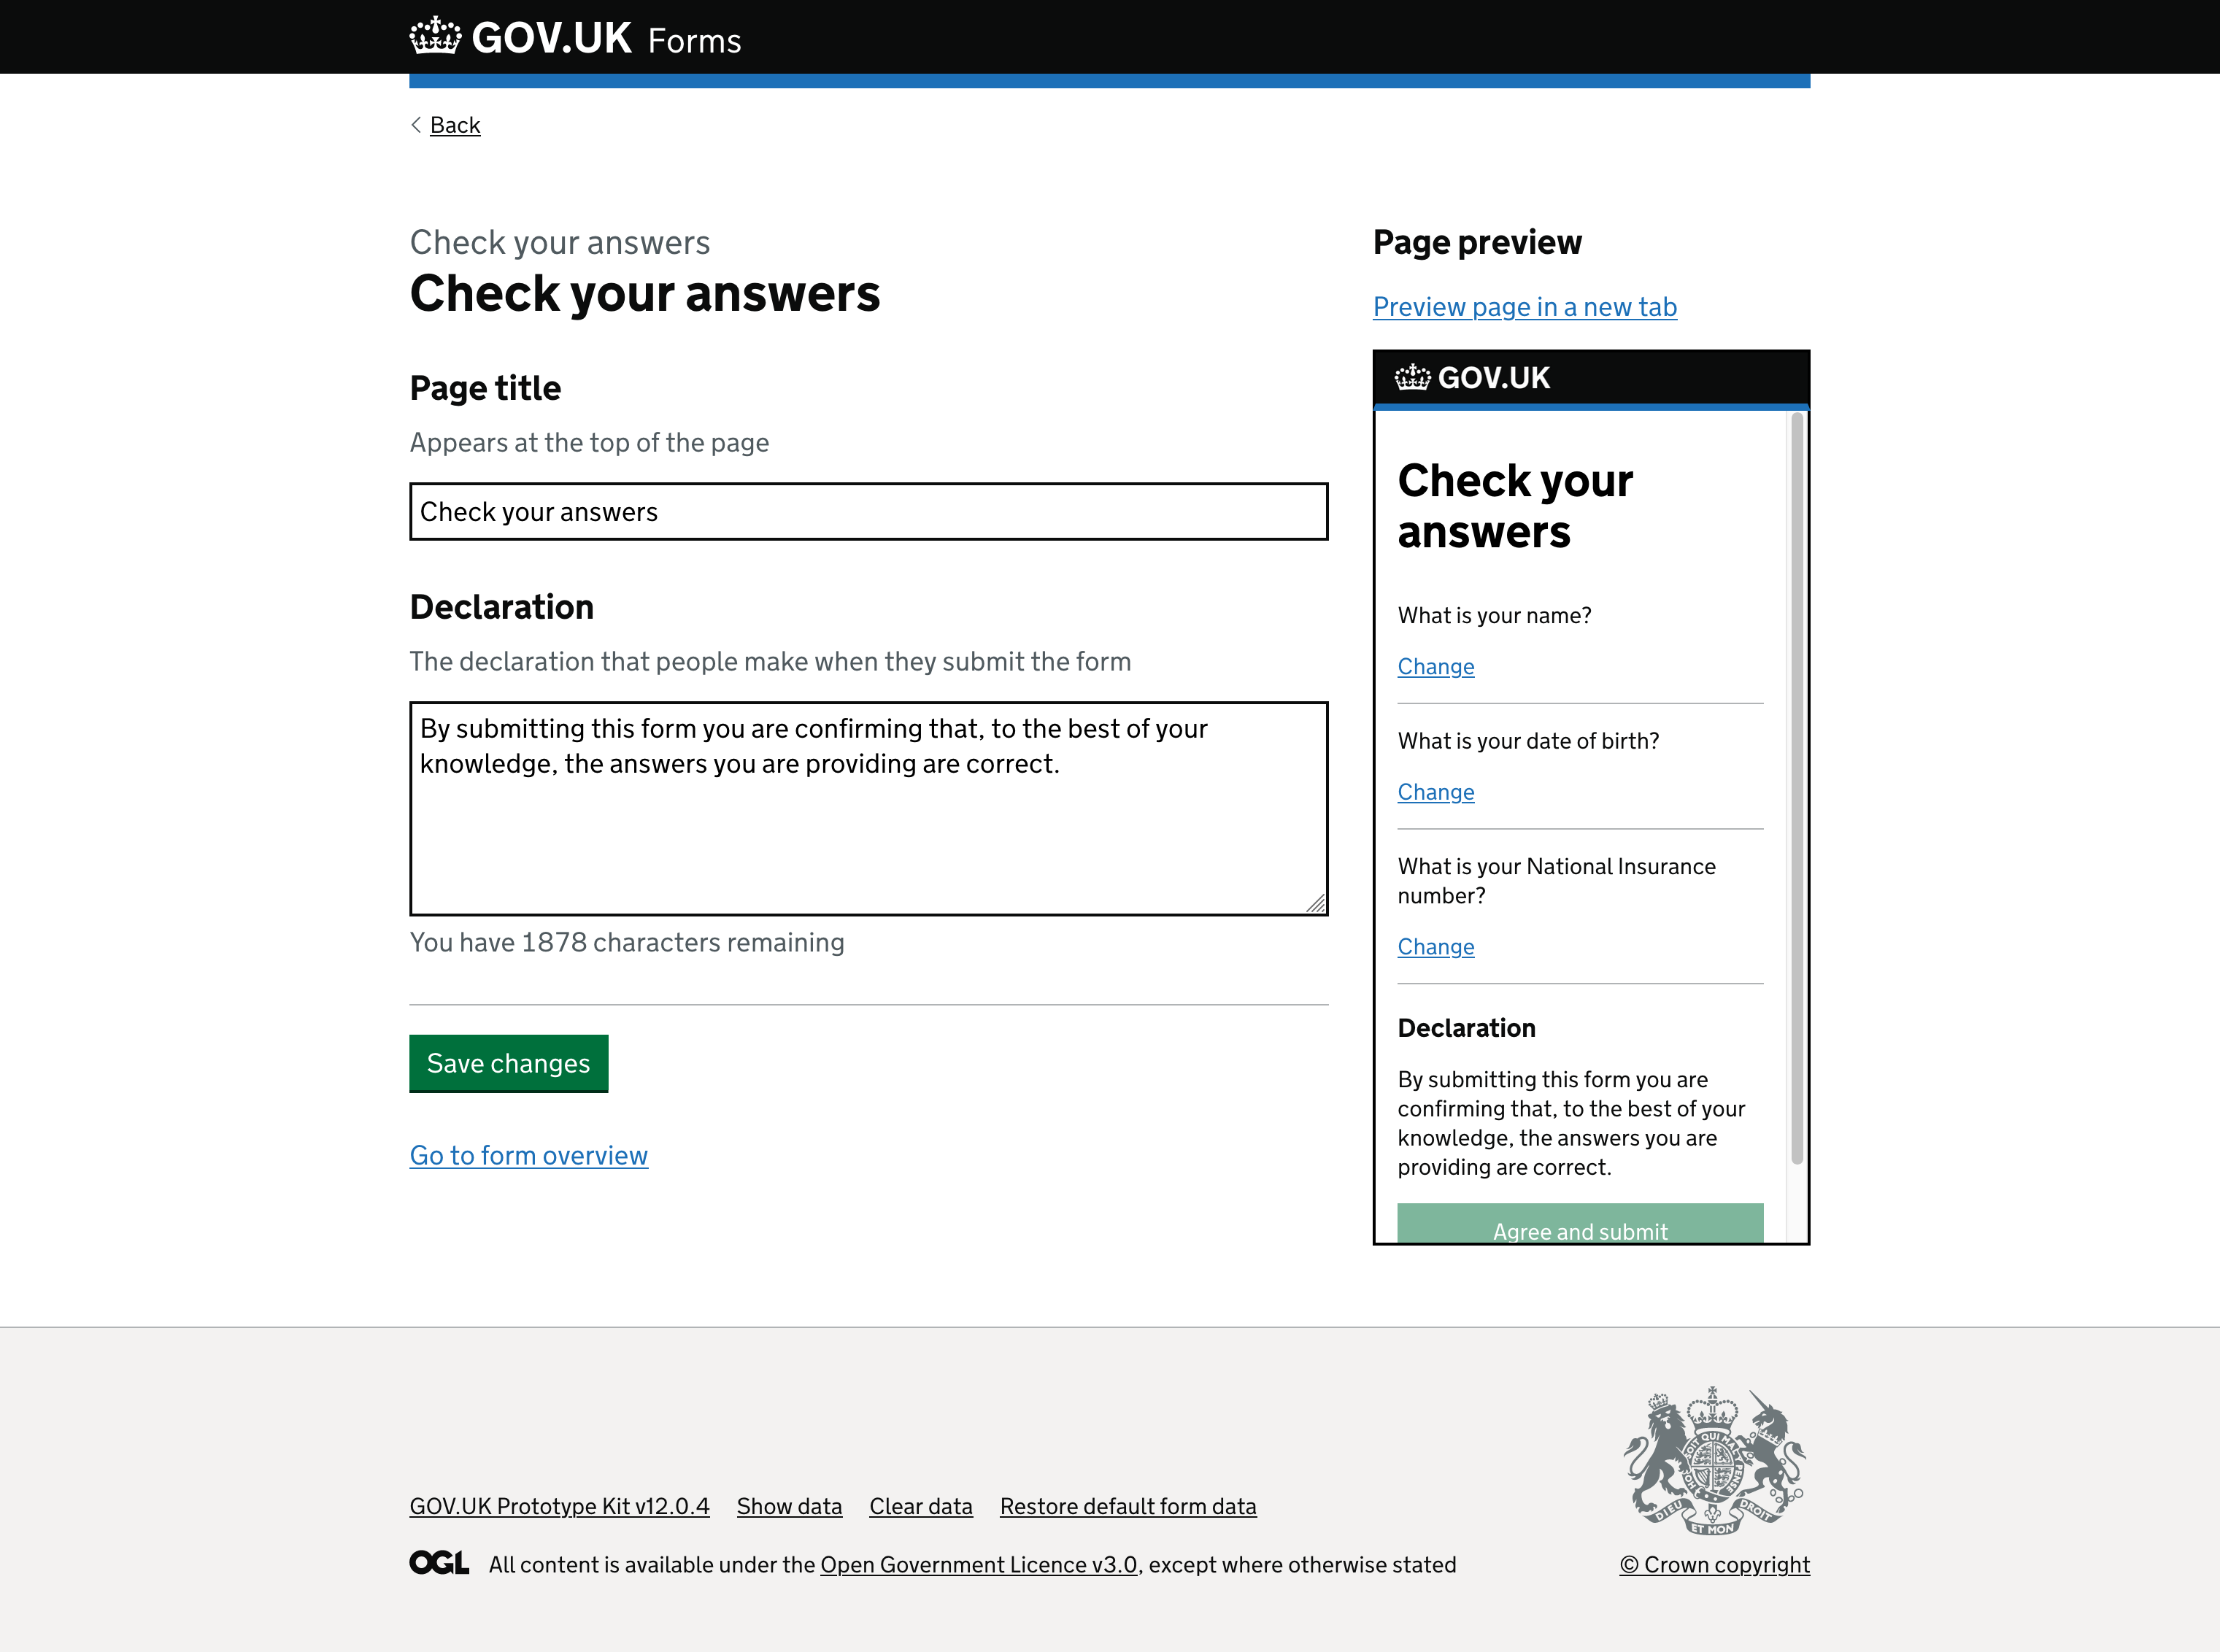 GOV.UK Forms
Back
Check your answers
Check your answers
Page title
Appears at the top of the page
Check your answers
Declaration
The declaration that people make when they submit the form
By submitting this form you are confirming that, to the best of your
knowledge, the answers you are providing are correct.
You have 1878 characters remaining
Save changes
Go to form overview
Page preview
Preview page in a new tab
GOV.UK
Check your
answers
What is your name?
Change
What is your date of birth?
Change
What is your National Insurance
number?
Change
Declaration
By submitting this form you are
confirming that, to the best of your
knowledge, the answers you are
providing are correct.
Agree and submit
GOV.UK Prototype Kit v12.0.4 Show data Clear data Restore default form data
OGL All content is available under the Open Government Licence v3.0, except where otherwise stated
DIEU ET MON DROIT
© Crown copyright